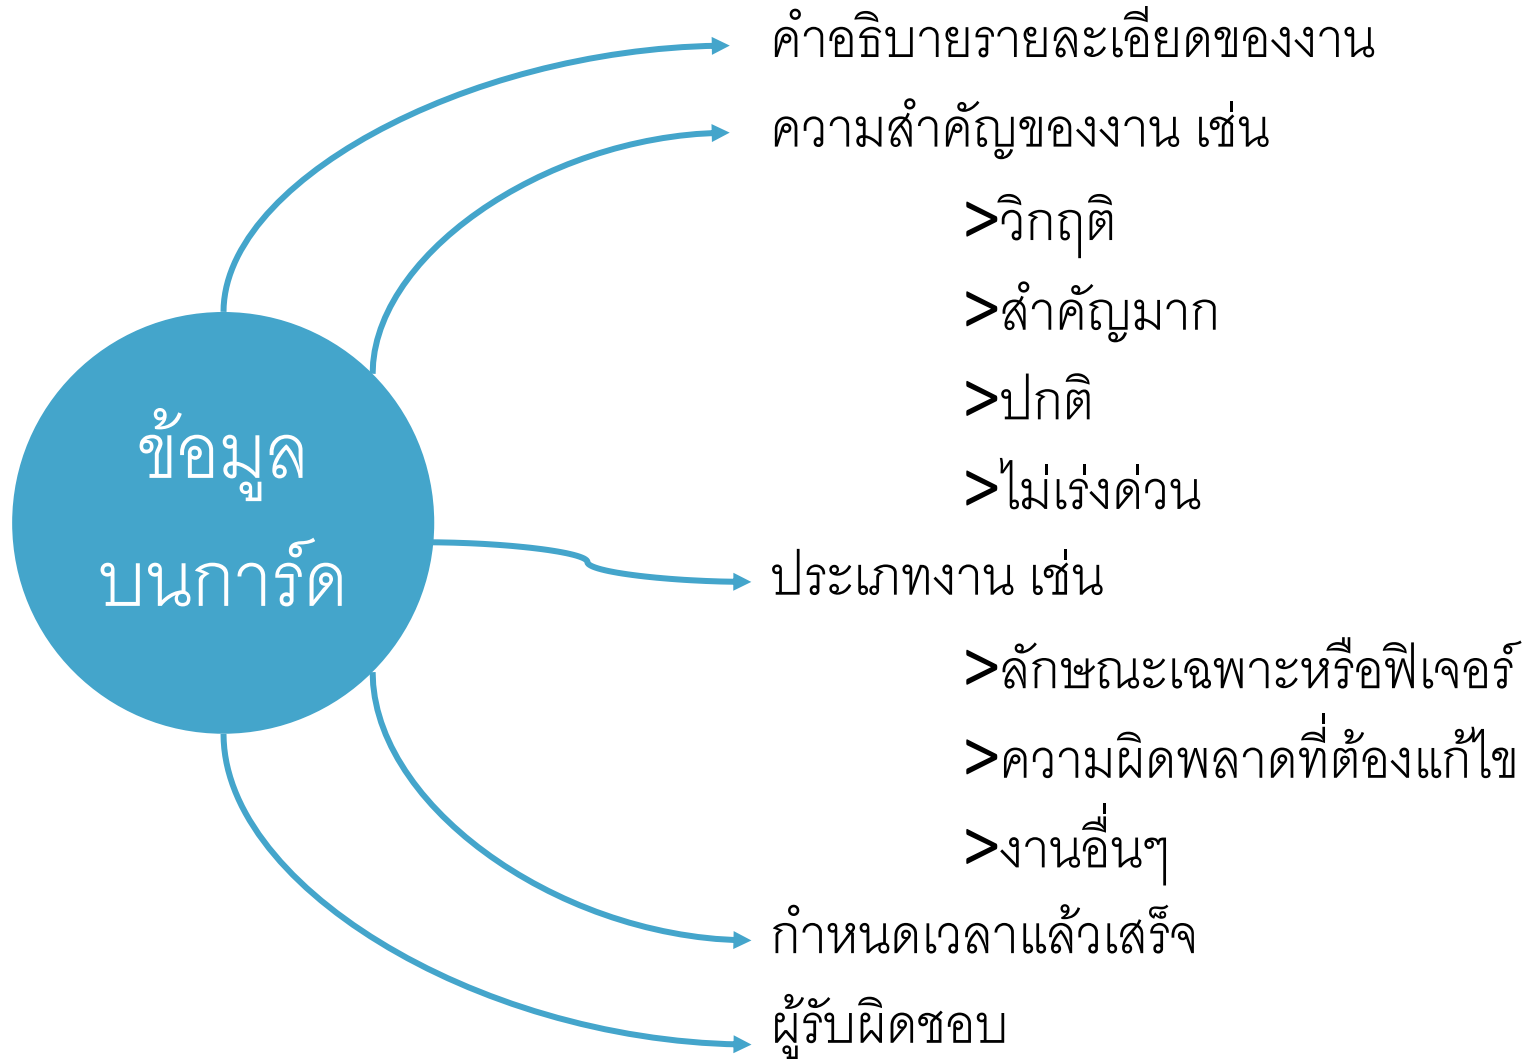 ข้อมูล
บนการ์ด
คำอธิบายรายละเอียดของงาน
ความสำคัญของงาน เช่น
>วิกฤติ
>สำคัญมาก
>ปกติ
>ไม่เร่งด่วน
ประเภทงาน เช่น
>ลักษณะเฉพาะหรือฟิเจอร์
>ความผิดพลาดที่ต้องแก้ไข
>งานอื่นๆ
กำหนดเวลาแล้วเสร็จ
ผู้รับผิดชอบ